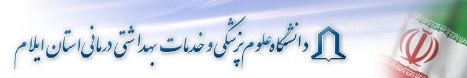 دانشگاه علوم پزشکی و خدمات بهداشتی درمانی استان ایلام